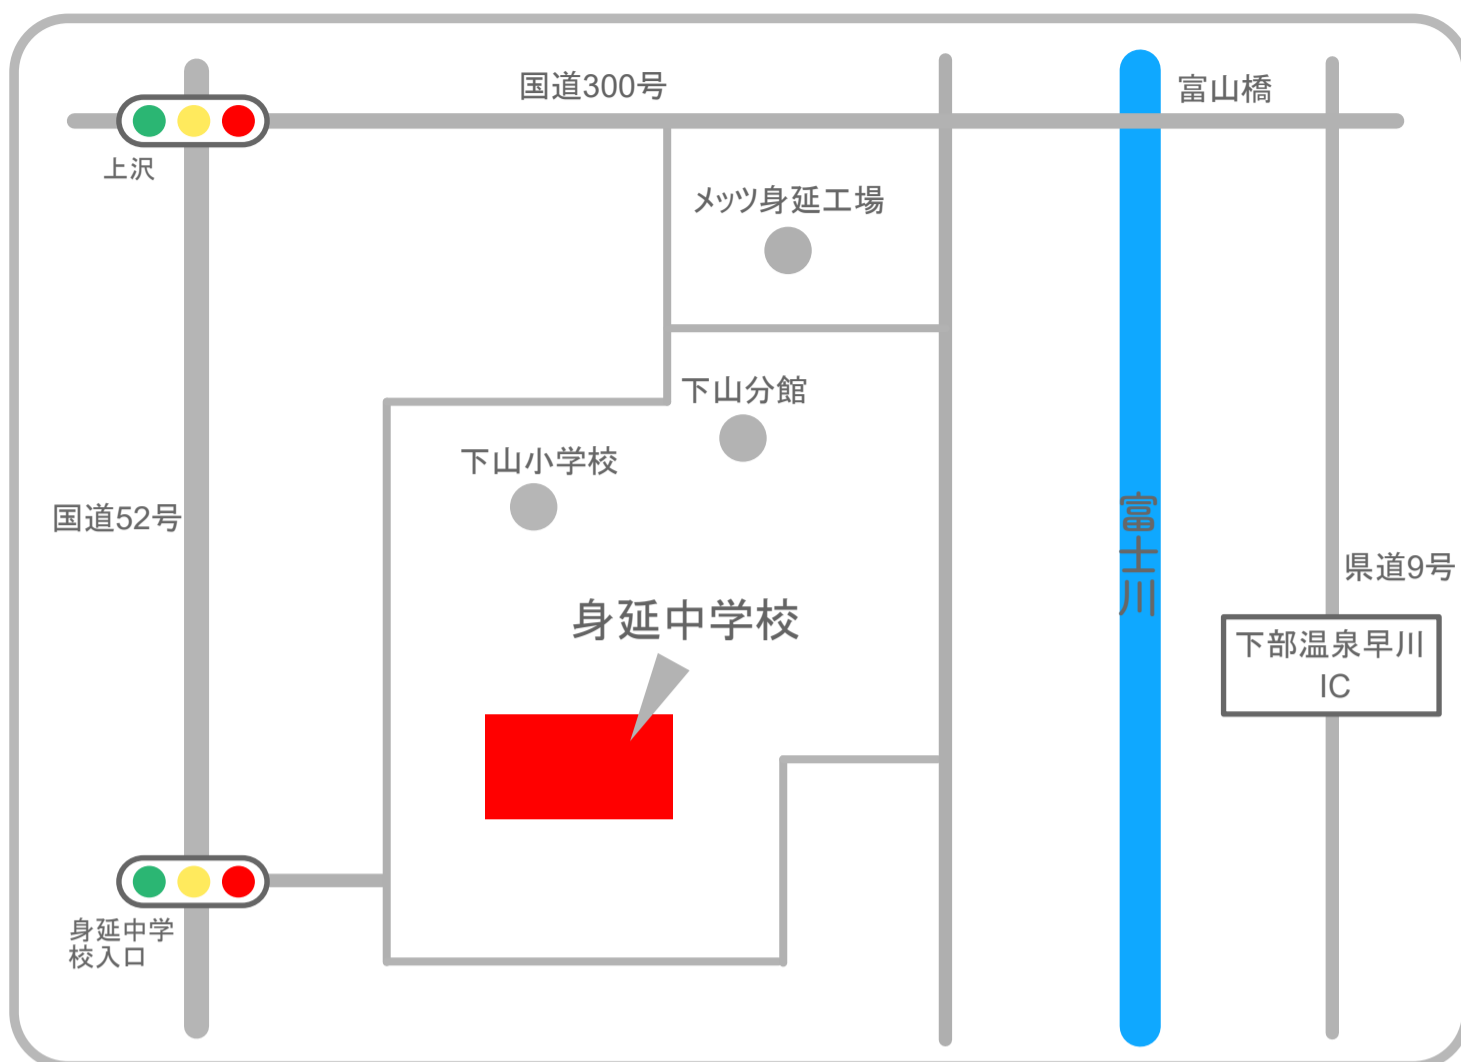 国道300号
富山橋
上沢
メッツ身延工場
下山分館
下山小学校
国道52号
富士川
県道9号
身延中学校
下部温泉早川
IC
身延中学
校入口